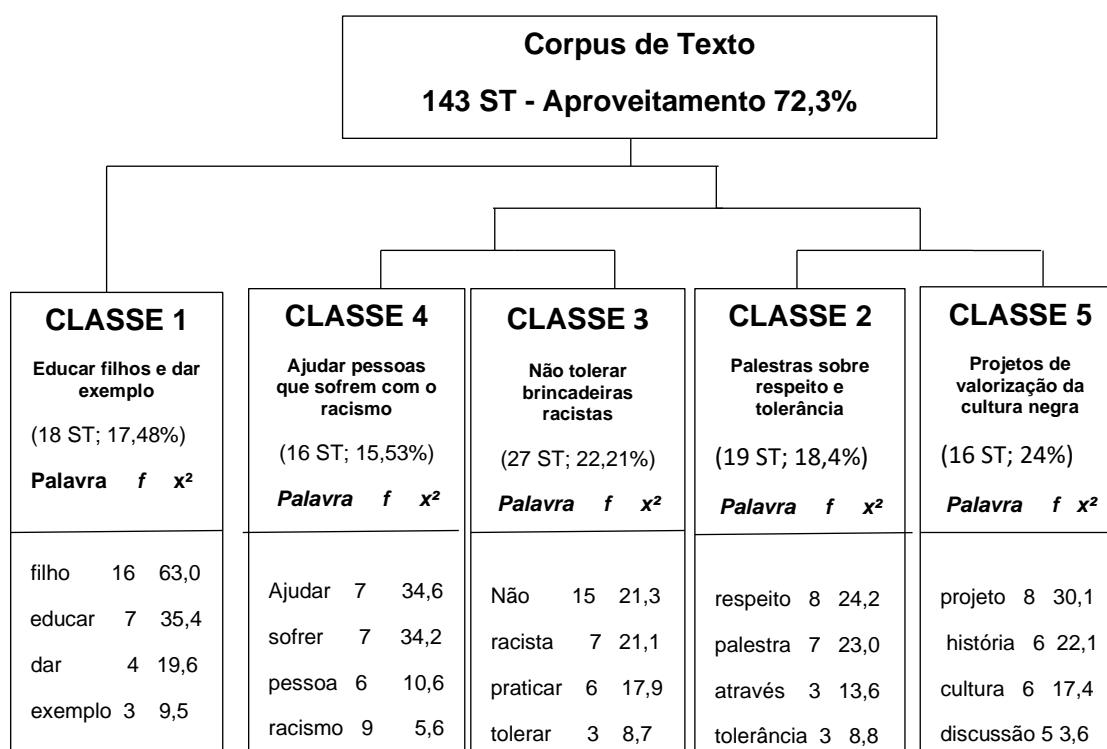 Corpus de Texto
143 ST - Aproveitamento 72,3%
CLASSE 1
Educar filhos e dar
exemplo
(18 ST; 17,48%)
Palavra f x²
filho 16 63,0
educar 7 35,4
dar 4 19,6
exemplo 3 9,5
CLASSE 4
Ajudar pessoas
que sofrem com o
racismo
(16 ST; 15,53%)
Palavra f x²
Ajudar 7 34,6
sofrer 7 34,2
pessoa 6 10,6
racismo 9 5,6
CLASSE 3
Não tolerar
brincadeiras
racistas
(27 ST; 22,21%)
Palavra f x²
Não 15 21,3
racista 7 21,1
praticar 6 17,9
tolerar 3 8,7
CLASSE 2
Palestras sobre
respeito e
tolerância
(19 ST; 18,4%)
Palavra f x²
respeito 8 24,2
palestra 7 23,0
através 3 13,6
tolerância 3 8,8
CLASSE 5
Projetos de
valorização da
cultura negra
(16 ST; 24%)
Palavra f x²
projeto 8 30,1
história 6 22,1
cultura 6 17,4
discussão 5 3,6